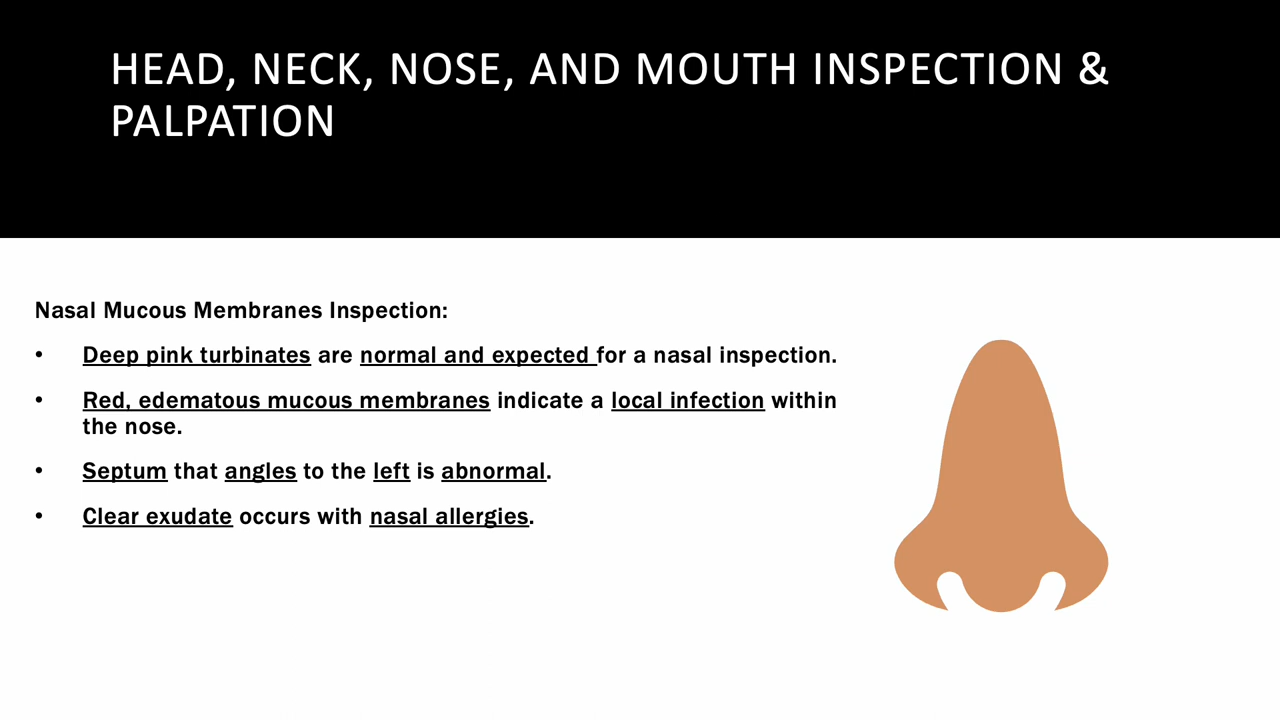 HEAD, NECK, NOSE, AND MOUTH INSPECTION &
PALPATION
Nasal Mucous Membranes Inspection:
• Deep pink turbinates are normal and expected for a nasal inspection.
• Red, edematous mucous membranes indicate a local infection within
the nose.
• Septum that angles to the left is abnormal.
• Clear exudate occurs with nasal allergies.